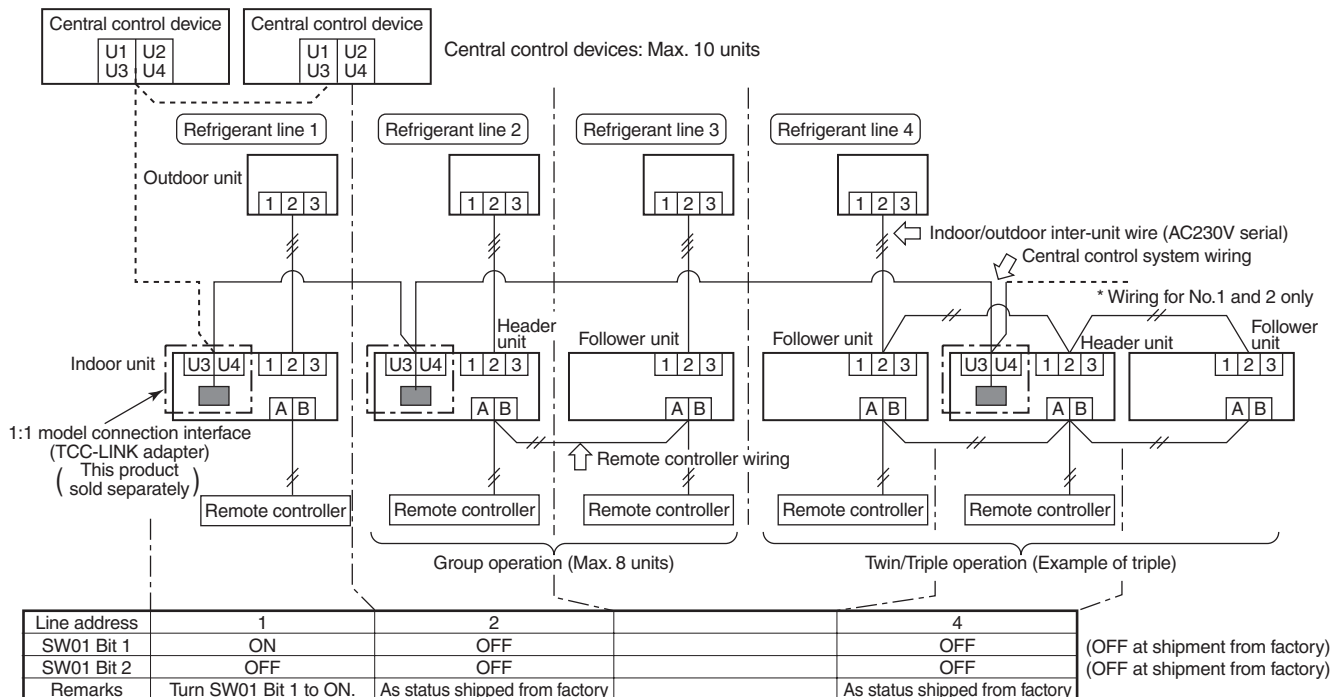 Central control device
U1 U2
U3 U4
Central control device
U1 U2
U3 U4
Central control devices: Max. 10 units
Refrigerant line 1
Refrigerant line 2
Refrigerant line 3
Refrigerant line 4
Outdoor unit
1 2 3
1 2 3
1 2 3
1 2 3
Indoor/outdoor inter-unit wire (AC230V serial)
Central control system wiring
* Wiring for No.1 and 2 only
Indoor unit
U3 U4 1 2 3
A B
Header
unit
U3 U4 1 2 3
A B
Follower unit
1 2 3
A B
Follower unit
1 2 3
A B
Header unit
U3 U4 1 2 3
A B
Follower
unit
1 2 3
A B
1:1 model connection interface
(TCC-LINK adapter)
(This product
sold separately)
Remote controller wiring
Remote controller
Remote controller
Remote controller
Remote controller
Remote controller
Group operation (Max. 8 units)
Twin/Triple operation (Example of triple)
Line address 1 2 4
SW01 Bit 1 ON OFF OFF (OFF at shipment from factory)
SW01 Bit 2 OFF OFF OFF (OFF at shipment from factory)
Remarks Turn SW01 Bit 1 to ON. As status shipped from factory As status shipped from factory